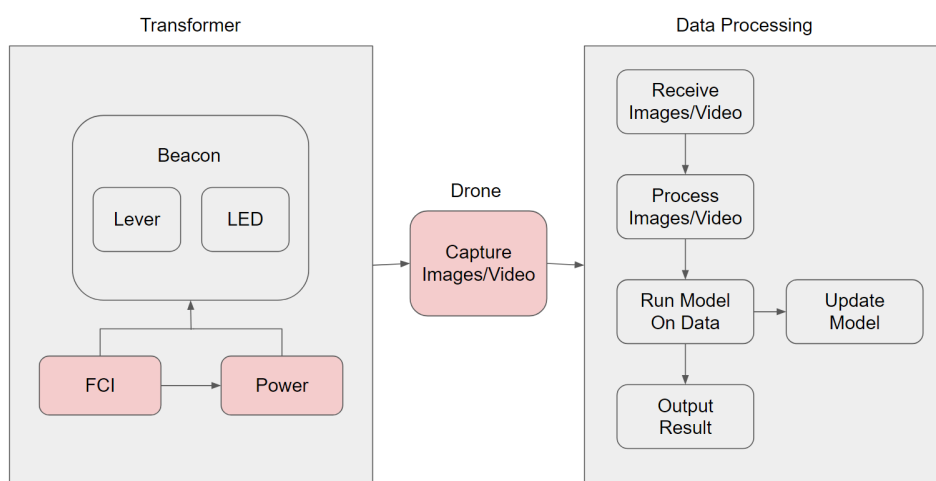 Transformer
Beacon
Lever
LED
FCI
Power
Drone
Capture
Images/Video
Data Processing
Receive
Images/Video
Process
Images/Video
Run Model
On Data
Update
Model
Output
Result